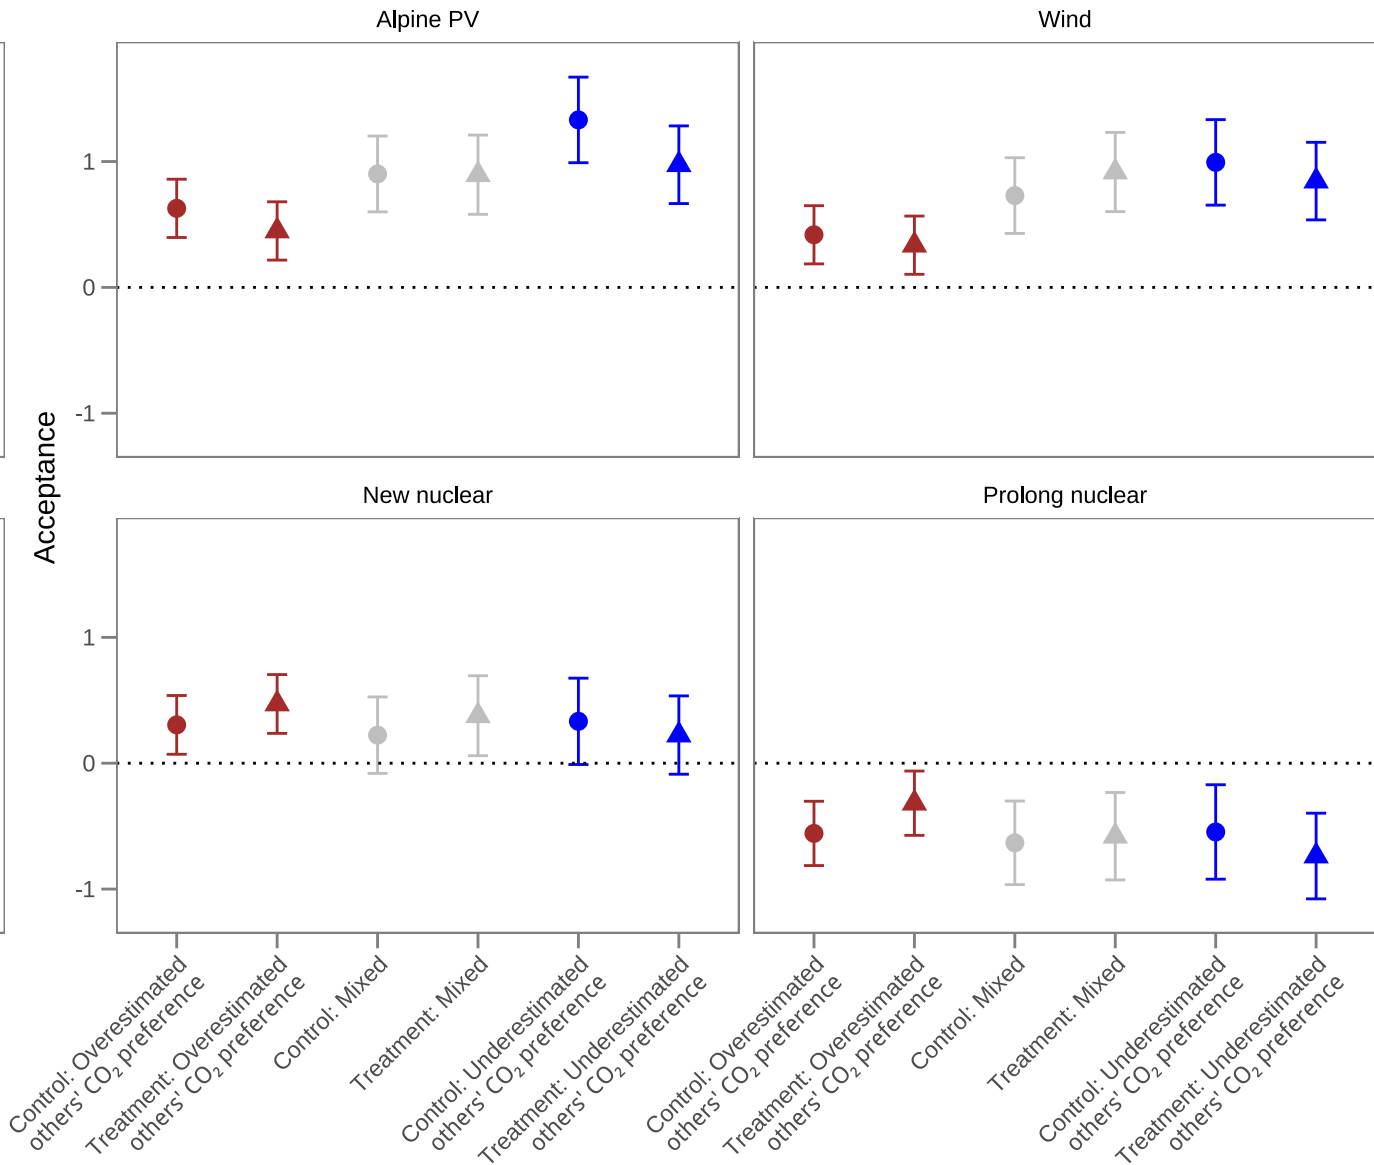 Alpine PV
Wind
1
0
-1
Acceptance
New nuclear
Prolong nuclear
1
0
-1
Control: Overestimated
others' CO₂ preference
Treatment: Overestimated
others' CO₂ preference
Control: Mixed
Treatment: Mixed
Control: Underestimated
others' CO₂ preference
Treatment: Underestimated
others' CO₂ preference
Control: Overestimated
others' CO₂ preference
Treatment: Overestimated
others' CO₂ preference
Control: Mixed
Treatment: Mixed
Control: Underestimated
others' CO₂ preference
Treatment: Underestimated
others' CO₂ preference